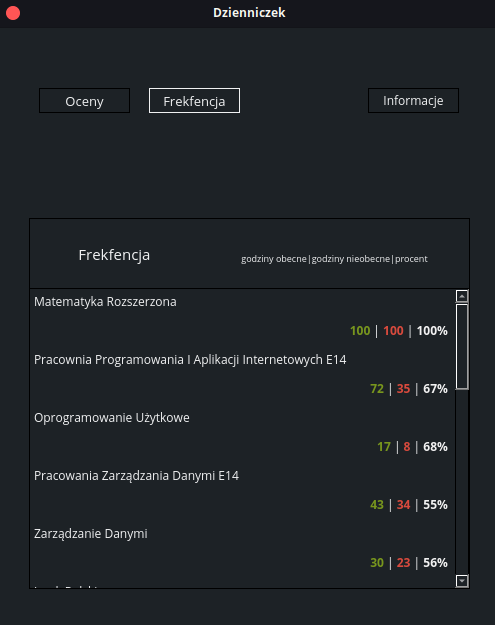 Dzienniczek
Oceny
Frekfencja
Informacje
Frekfencja
godziny obecne|godziny nieobecne|procent
Matematyka Rozszerzona
100 | 100 | 100%
Pracownia Programowania I Aplikacji Internetowych E14
72 | 35 | 67%
Oprogramowanie Użytkowe
17 | 8 | 68%
Pracowania Zarządzania Danymi E14
43 | 34 | 55%
Zarządzanie Danymi
30 | 23 | 56%